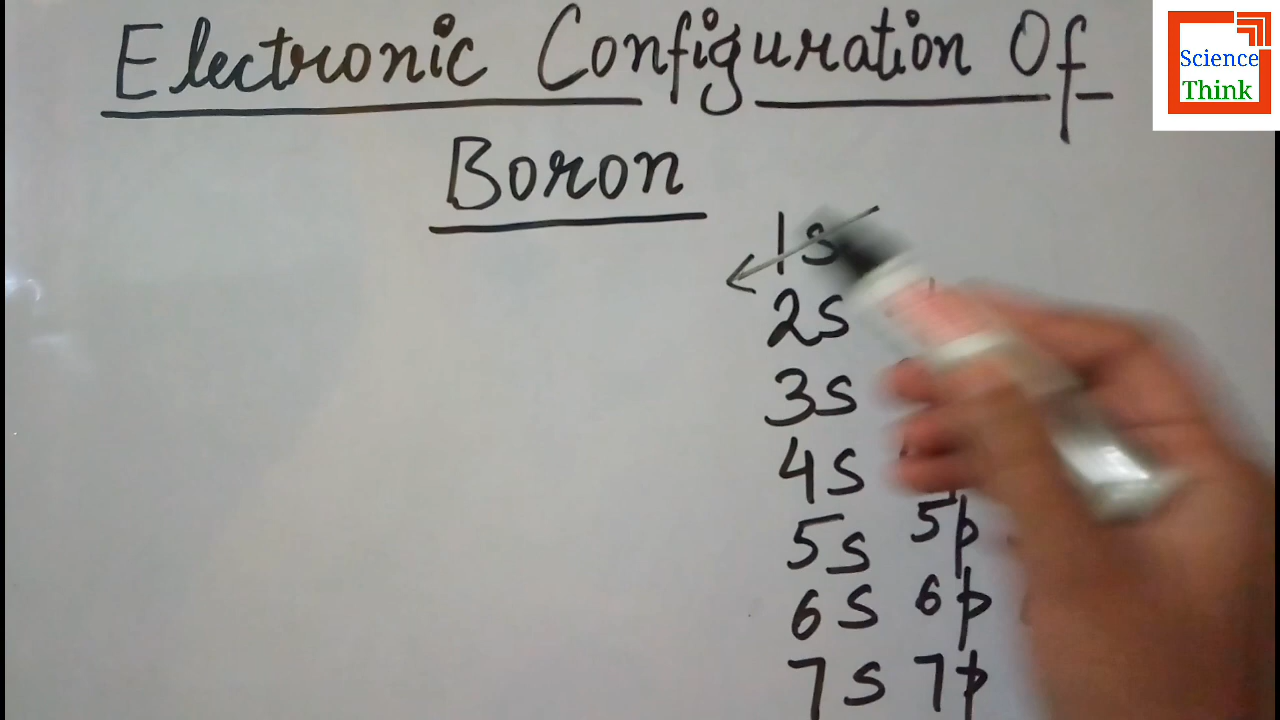 Electronic Configuration Of
Science
Think
Boron
1s
2s
3s
4s
5s 5p
6s 6p
7s 7p